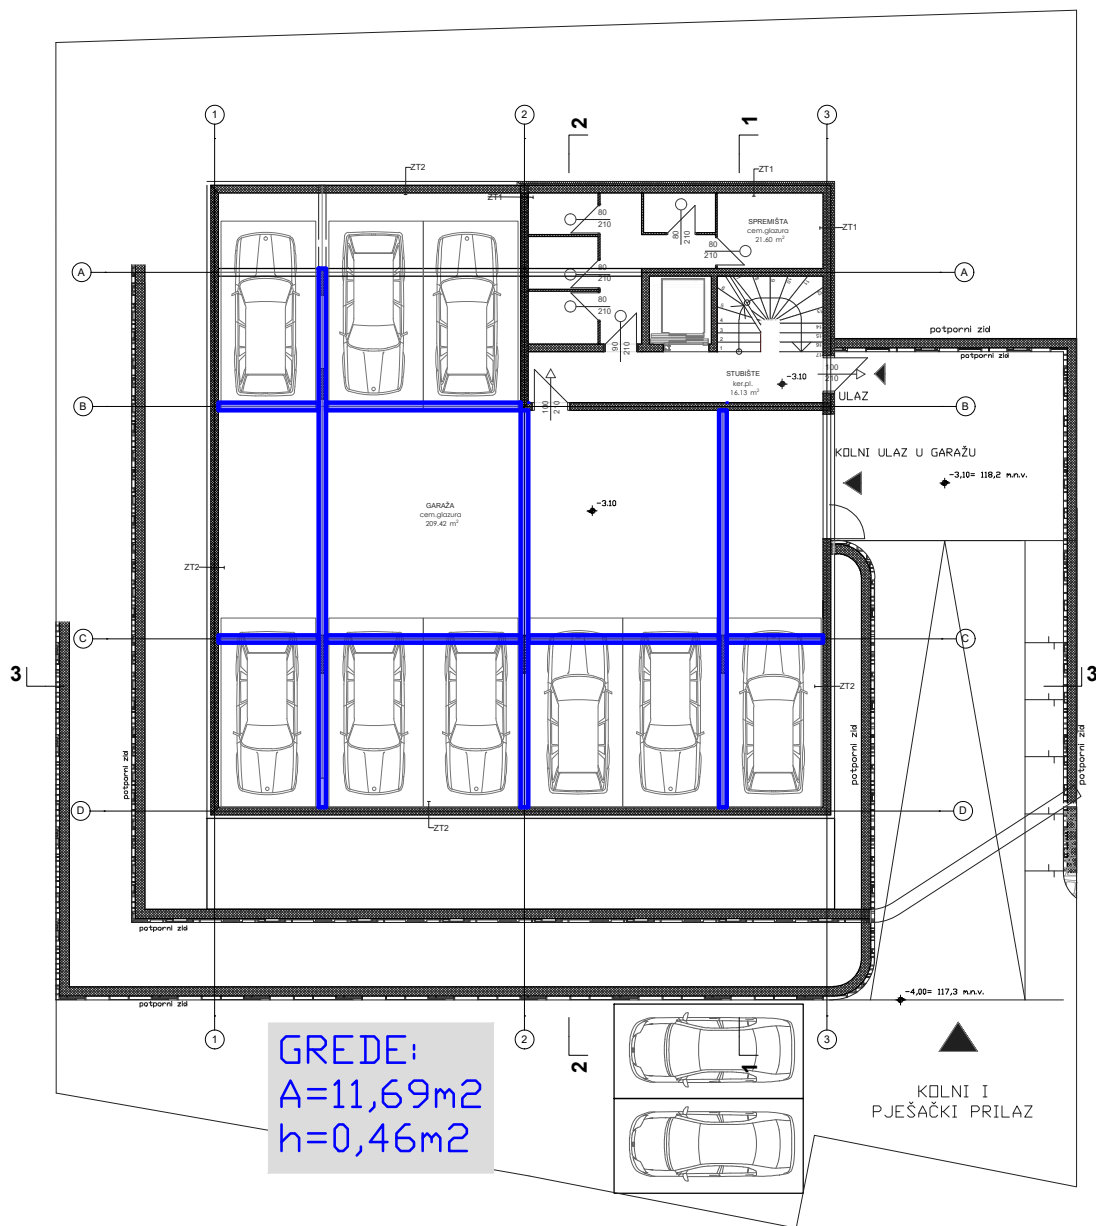 1
2
3
2
1
ZT2
ZT1
ZT1
80
210
80
210
SPREMIŠTA
cem.glazura
21.60 m²
ZT1
80
210
A
80
210
A
80
210
90
210
potporni zid
potporni zid
STUBIŠTE
ker.pl.
16.13 m²
-3.10
100
210
ULAZ
B
100
210
B
KOLNI ULAZ U GARAŽU
-3,10= 118,2 m.n.v.
GARAŽA
cem.glazura
209.42 m²
-3.10
ZT2
C
C
3
3
ZT2
potporni zid
potporni zid
potporni zid
D
D
ZT2
potporni zid
potporni zid
-4,00= 117,3 m.n.v.
1
2
3
2
1
GREDE:
A=11,69m2
h=0,46m2
KOLNI I
PJEŠAČKI PRILAZ